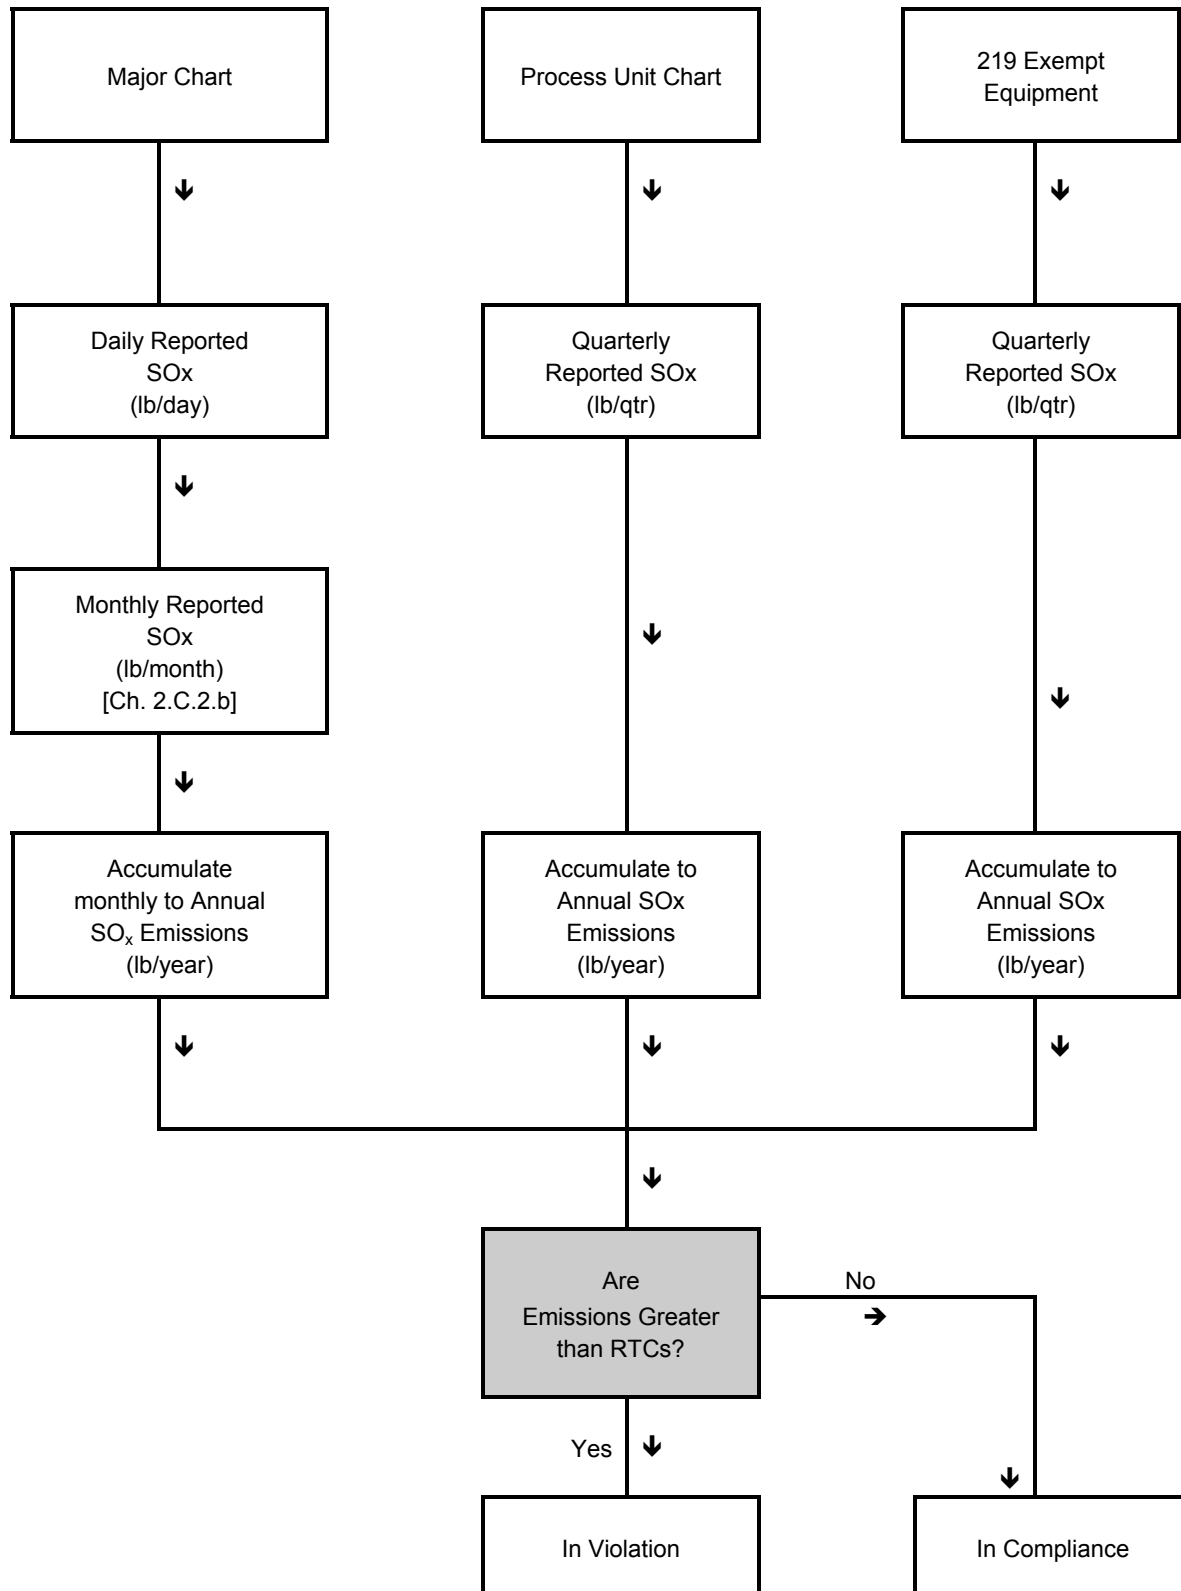 Major Chart
Process Unit Chart
219 Exempt
Equipment
Daily Reported
SOx
(lb/day)
Quarterly
Reported SOx
(lb/qtr)
Quarterly
Reported SOx
(lb/qtr)
Monthly Reported
SOx
(lb/month)
[Ch. 2.C.2.b]
Accumulate
monthly to Annual
SOₓ Emissions
(lb/year)
Accumulate to
Annual SOx
Emissions
(lb/year)
Accumulate to
Annual SOx
Emissions
(lb/year)
Are
Emissions Greater
than RTCs?
No
Yes
In Violation
In Compliance